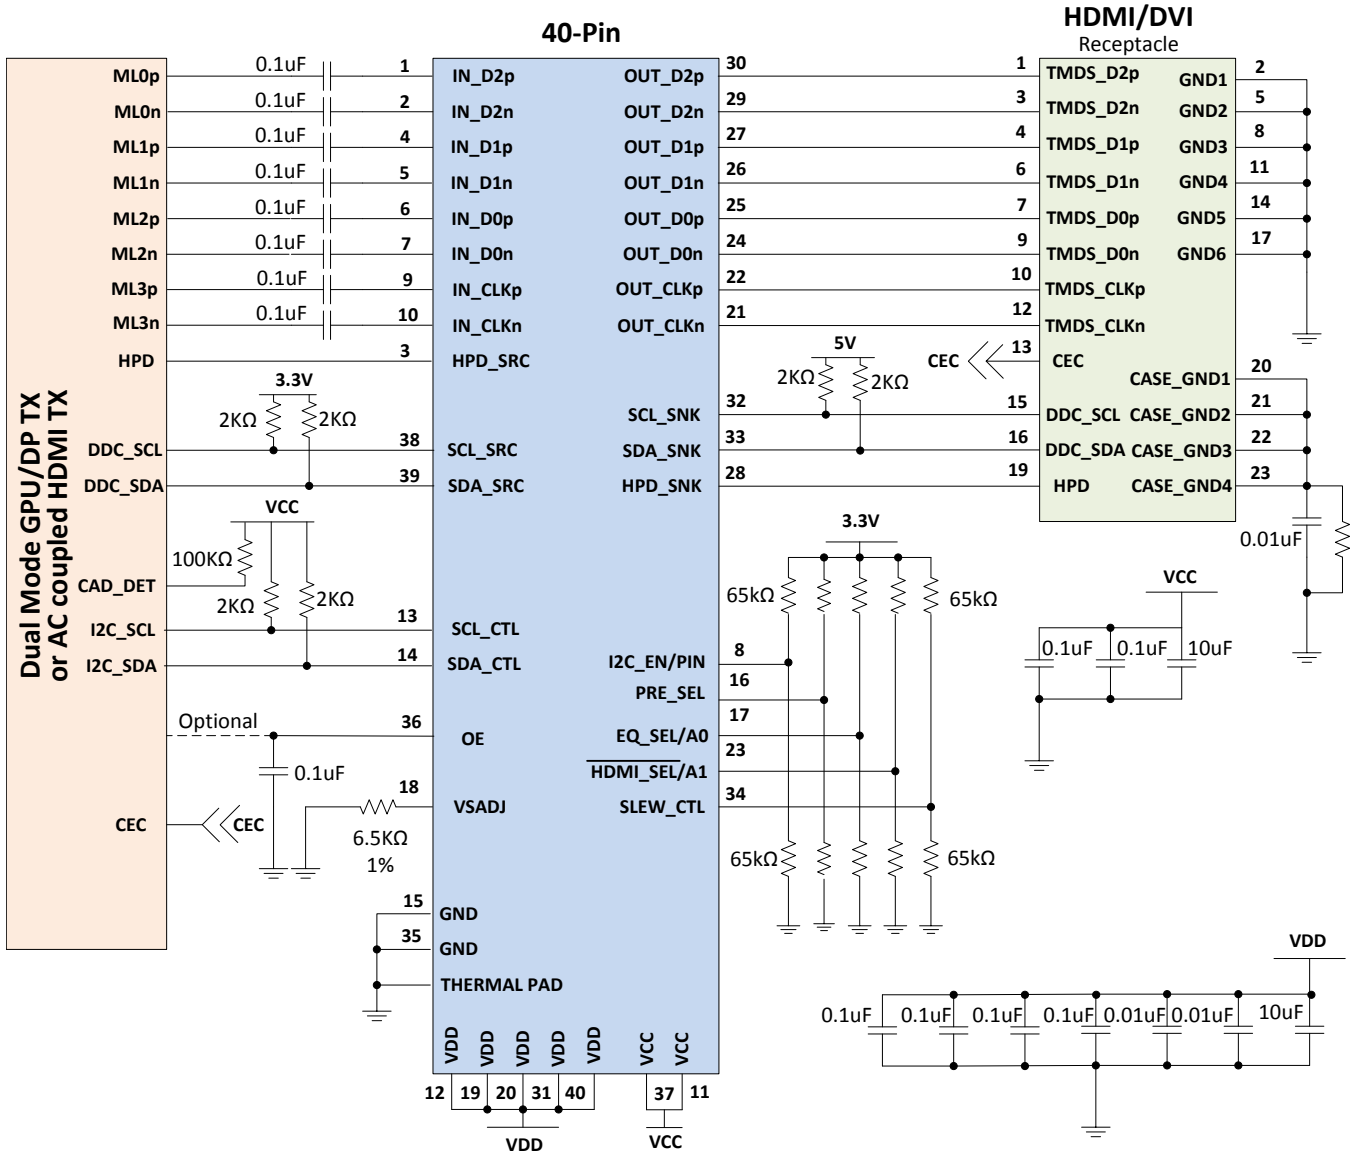 40-Pin
HDMI/DVI
Receptacle
Dual Mode GPU/DP TX
or AC coupled HDMI TX
ML0p
0.1uF
1
IN_D2p
OUT_D2p
30
1
TMDS_D2p
GND1
2
ML0n
0.1uF
2
IN_D2n
OUT_D2n
29
3
TMDS_D2n
GND2
5
ML1p
0.1uF
4
IN_D1p
OUT_D1p
27
4
TMDS_D1p
GND3
8
ML1n
0.1uF
5
IN_D1n
OUT_D1n
26
6
TMDS_D1n
GND4
11
ML2p
0.1uF
6
IN_D0p
OUT_D0p
25
7
TMDS_D0p
GND5
14
ML2n
0.1uF
7
IN_D0n
OUT_D0n
24
9
TMDS_D0n
GND6
17
ML3p
0.1uF
9
IN_CLKp
OUT_CLKp
22
10
TMDS_CLKp
ML3n
0.1uF
10
IN_CLKn
OUT_CLKn
21
12
TMDS_CLKn
HPD
3
HPD_SRC
5V
CEC
13
CEC
CASE_GND1
20
3.3V
2KΩ
2KΩ
2KΩ
2KΩ
SCL_SNK
32
15
DDC_SCL
CASE_GND2
21
DDC_SCL
38
SCL_SRC
SDA_SNK
33
16
DDC_SDA
CASE_GND3
22
DDC_SDA
39
SDA_SRC
HPD_SNK
28
19
HPD
CASE_GND4
23
VCC
3.3V
0.01uF
100KΩ
CAD_DET
2KΩ
2KΩ
65kΩ
65kΩ
VCC
I2C_SCL
13
SCL_CTL
I2C_SDA
14
SDA_CTL
I2C_EN/PIN
8
0.1uF
0.1uF
10uF
PRE_SEL
16
Optional
36
OE
EQ_SEL/A0
17
0.1uF
HDMI_SEL/A1
23
18
VSADJ
SLEW_CTL
34
CEC
CEC
6.5KΩ
1%
65kΩ
65kΩ
15
GND
35
GND
THERMAL PAD
VDD
0.1uF
0.1uF
0.1uF
0.1uF
0.01uF
0.01uF
10uF
VDD
VDD
VDD
VDD
VDD
VCC
VCC
12
19
20
31
40
37
11
VDD
VCC